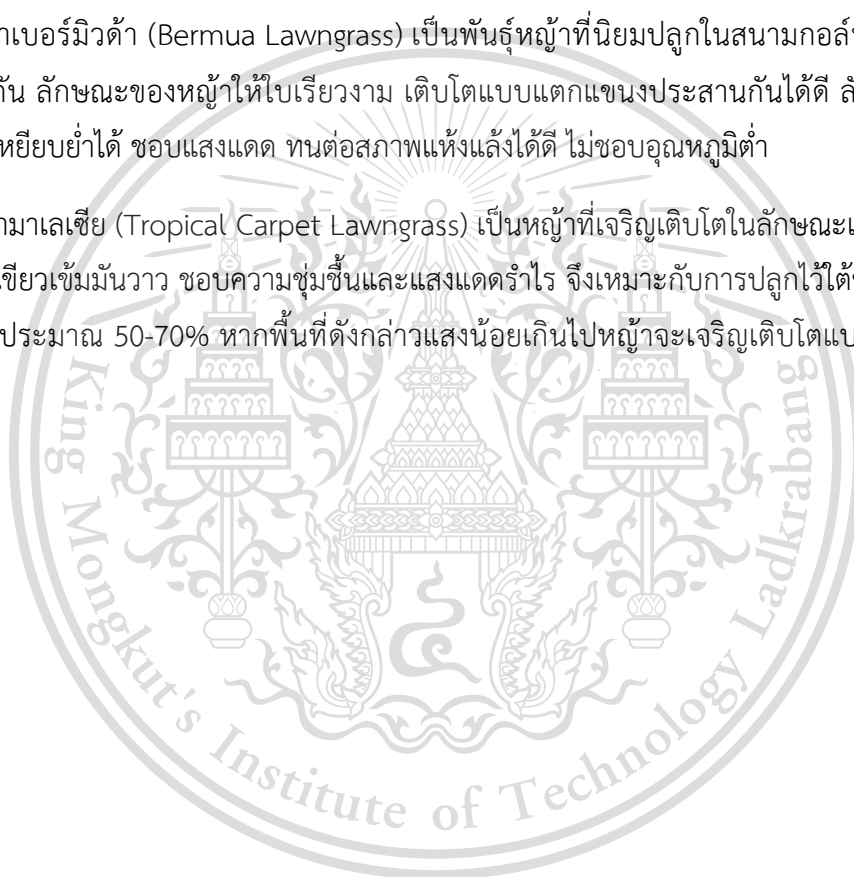 าเบอร์มิวด้า (Bermua Lawngrass) เป็นพันธุ์หญ้าที่นิยมปลูกในสนามกอล์
กัน ลักษณะของหญ้าให้ใบเรียวงาม เติบโตแบบแตกแขนงประสานกันได้ดี ลั
เหยียบย่ำได้ ชอบแสงแดด ทนต่อสภาพแห้งแล้งได้ดี ไม่ชอบอุณหภูมิต่ำ
ามาเลเซีย (Tropical Carpet Lawngrass) เป็นหญ้าที่เจริญเติบโตในลักษณะเ
เขียวเข้มมันวาว ชอบความชุ่มชื้นและแสงแดดรำไร จึงเหมาะกับการปลูกไว้ใต้
ประมาณ 50-70% หากพื้นที่ดังกล่าวแสงน้อยเกินไปหญ้าจะเจริญเติบโตแบ
King Mongkut's Institute of Technology Ladkrabang